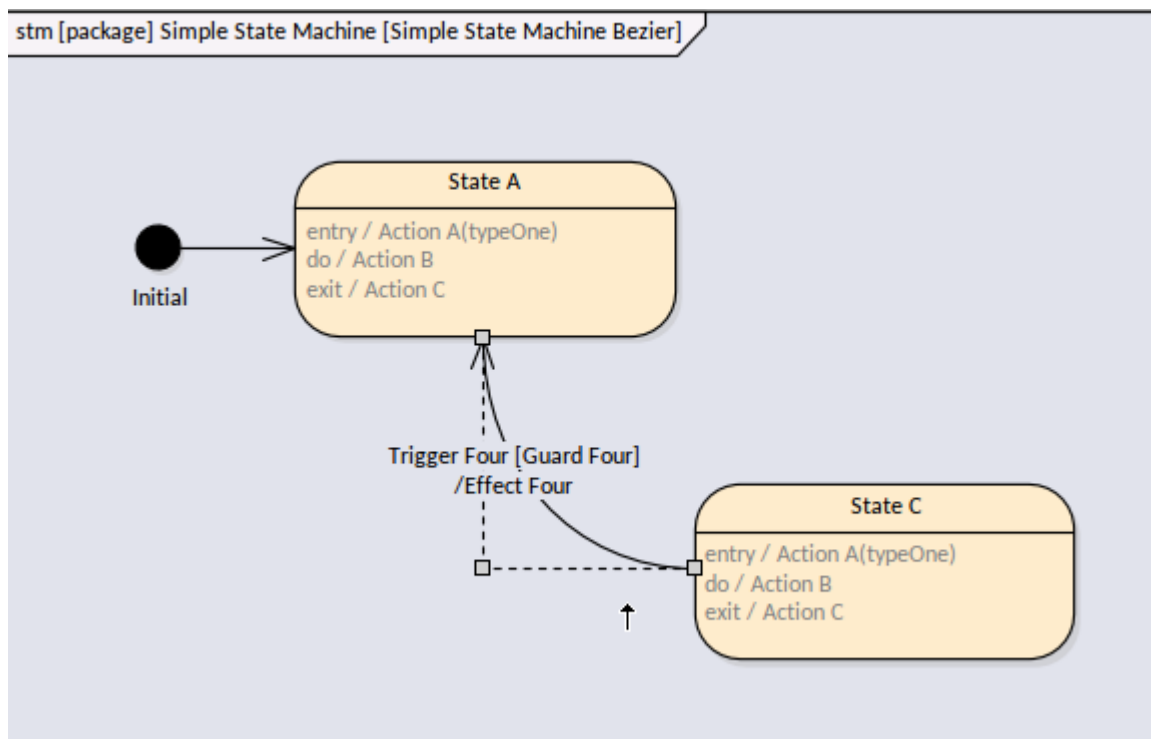 stm [package] Simple State Machine [Simple State Machine Bezier]
State A
entry / Action A(typeOne)
do / Action B
exit / Action C
Initial
Trigger Four [Guard Four]
/Effect Four
State C
entry / Action A(typeOne)
do / Action B
exit / Action C